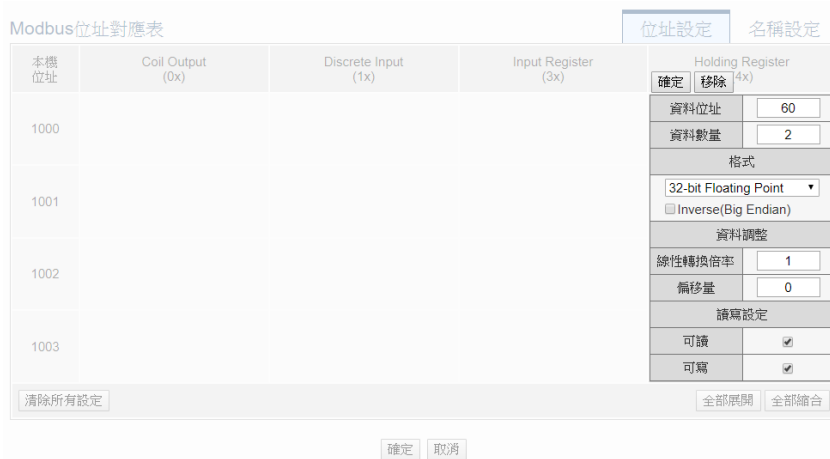 Modbus位址對應表
位址設定 名稱設定
本機位址 Coil Output (0x) Discrete Input (1x) Input Register (3x) Holding Register 4x)
確定 移除
1000
1001
1002
1003
資料位址 60
資料數量 2
格式
32-bit Floating Point
Inverse(Big Endian)
資料調整
線性轉換倍率 1
偏移量 0
讀寫設定
可讀
可寫
清除所有設定 全部展開 全部縮合
確定 取消